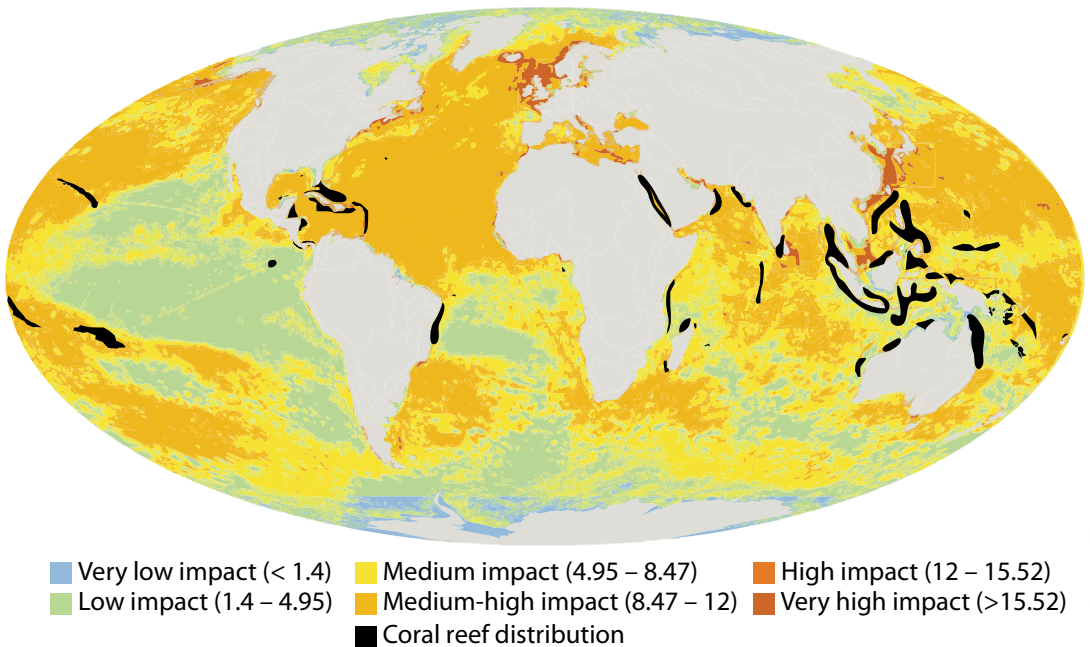 Very low impact (< 1.4)
Low impact (1.4 – 4.95)
Medium impact (4.95 – 8.47)
Medium-high impact (8.47 – 12)
Coral reef distribution
High impact (12 – 15.52)
Very high impact (>15.52)